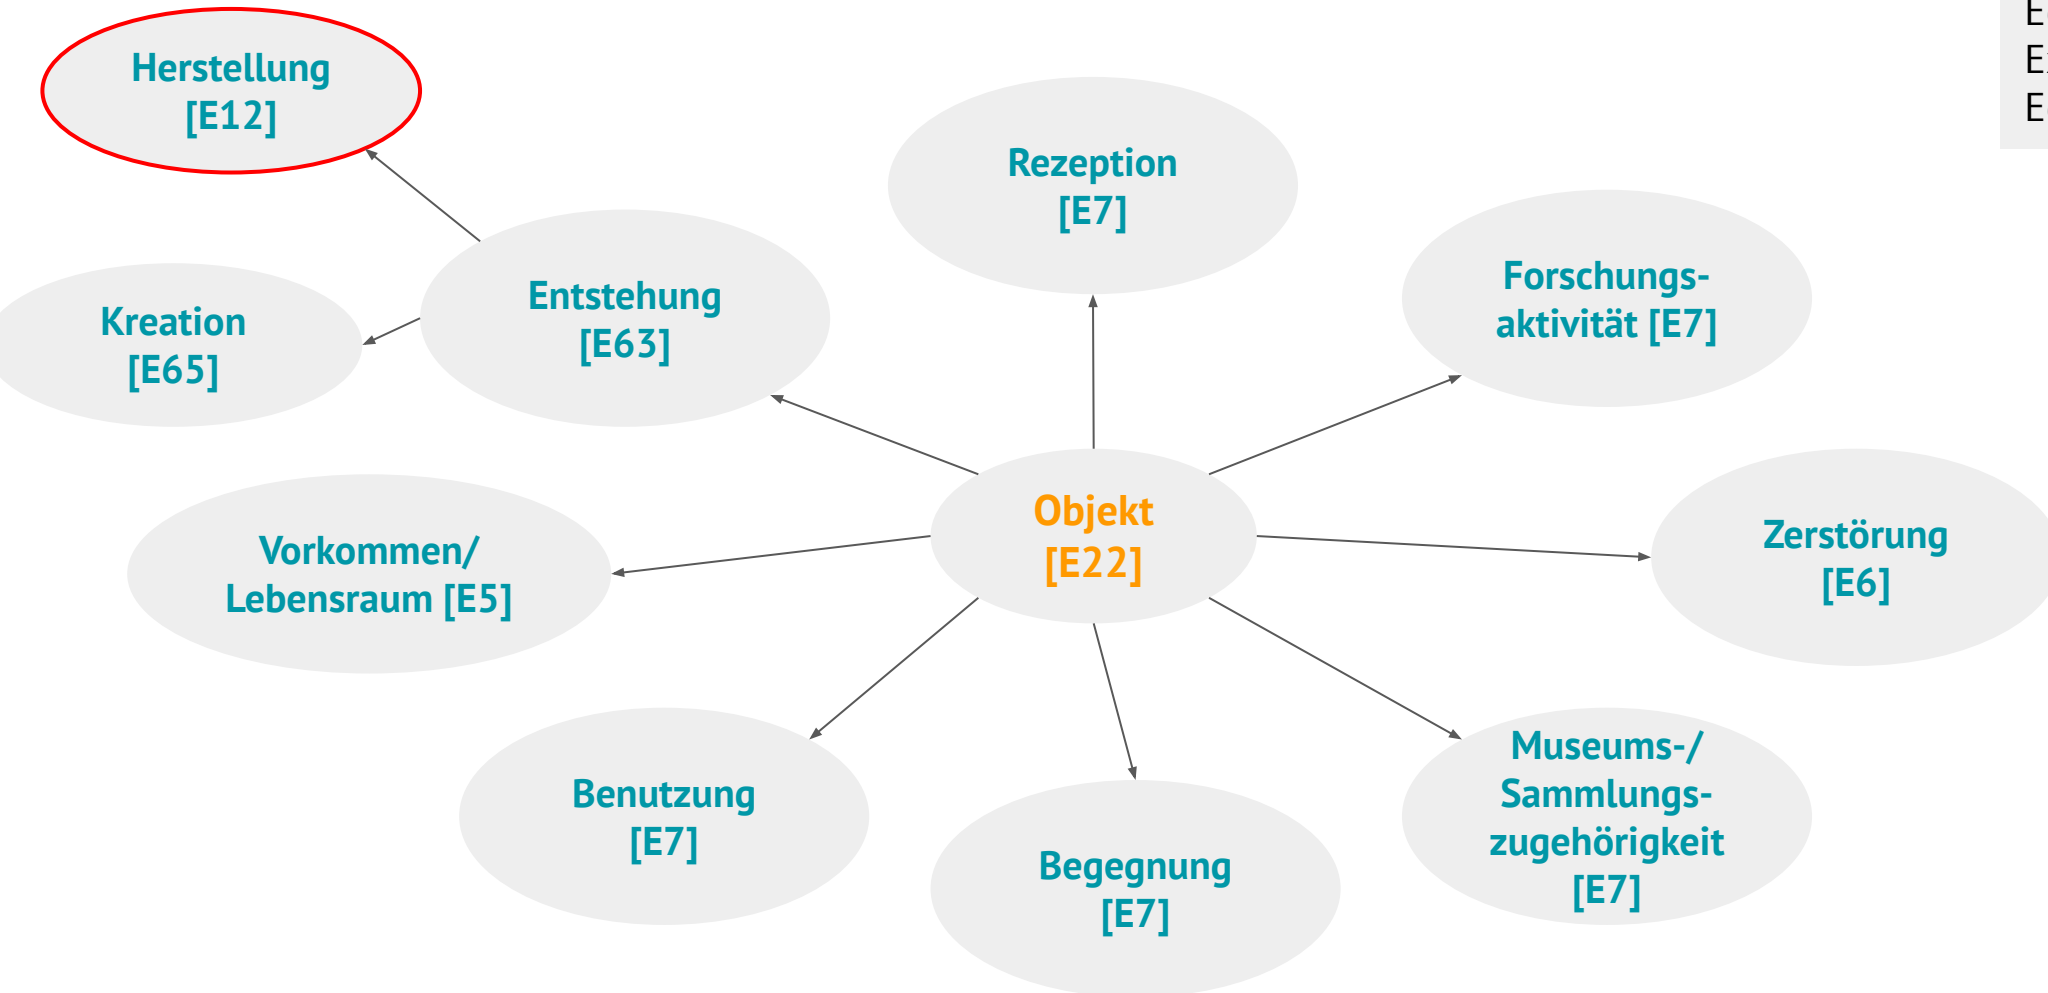 Herstellung
[E12]
Rezeption
[E7]
Forschungs-
aktivität [E7]
Entstehung
[E63]
Kreation
[E65]
Objekt
[E22]
Vorkommen/
Lebensraum [E5]
Zerstörung
[E6]
Benutzung
[E7]
Begegnung
[E7]
Museums-/
Sammlungs-
zugehörigkeit
[E7]